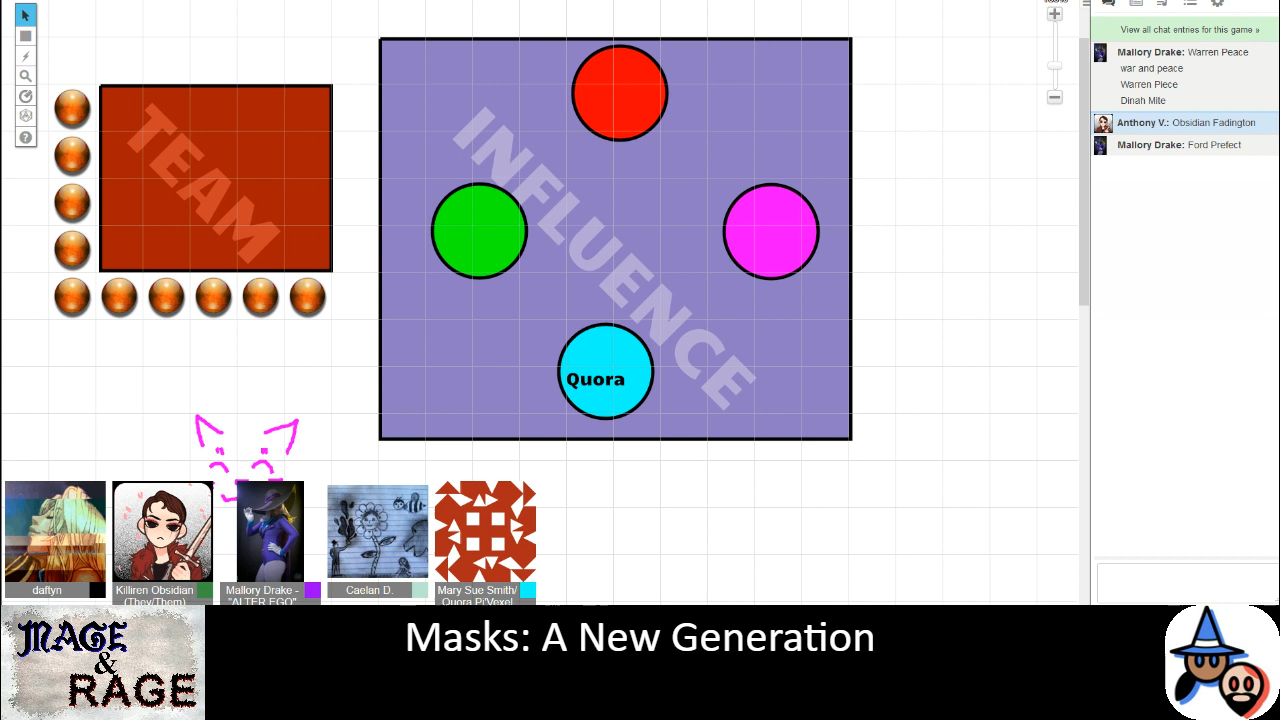 View all chat entries for this game »
Mallory Drake: Warren Peace
war and peace
Warren Piece
Dinah Mite
Anthony V.: Obsidian Fadington
Mallory Drake: Ford Prefect
TEAM
INFLUENCE
Quora
daftyn
Killiren Obsidian
(They/Them)
Mallory Drake -
"ALTER EGO"
Caelan D.
Mary Sue Smith/
Quora Pi/Vexel
MAGE
&
RAGE
Masks: A New Generation